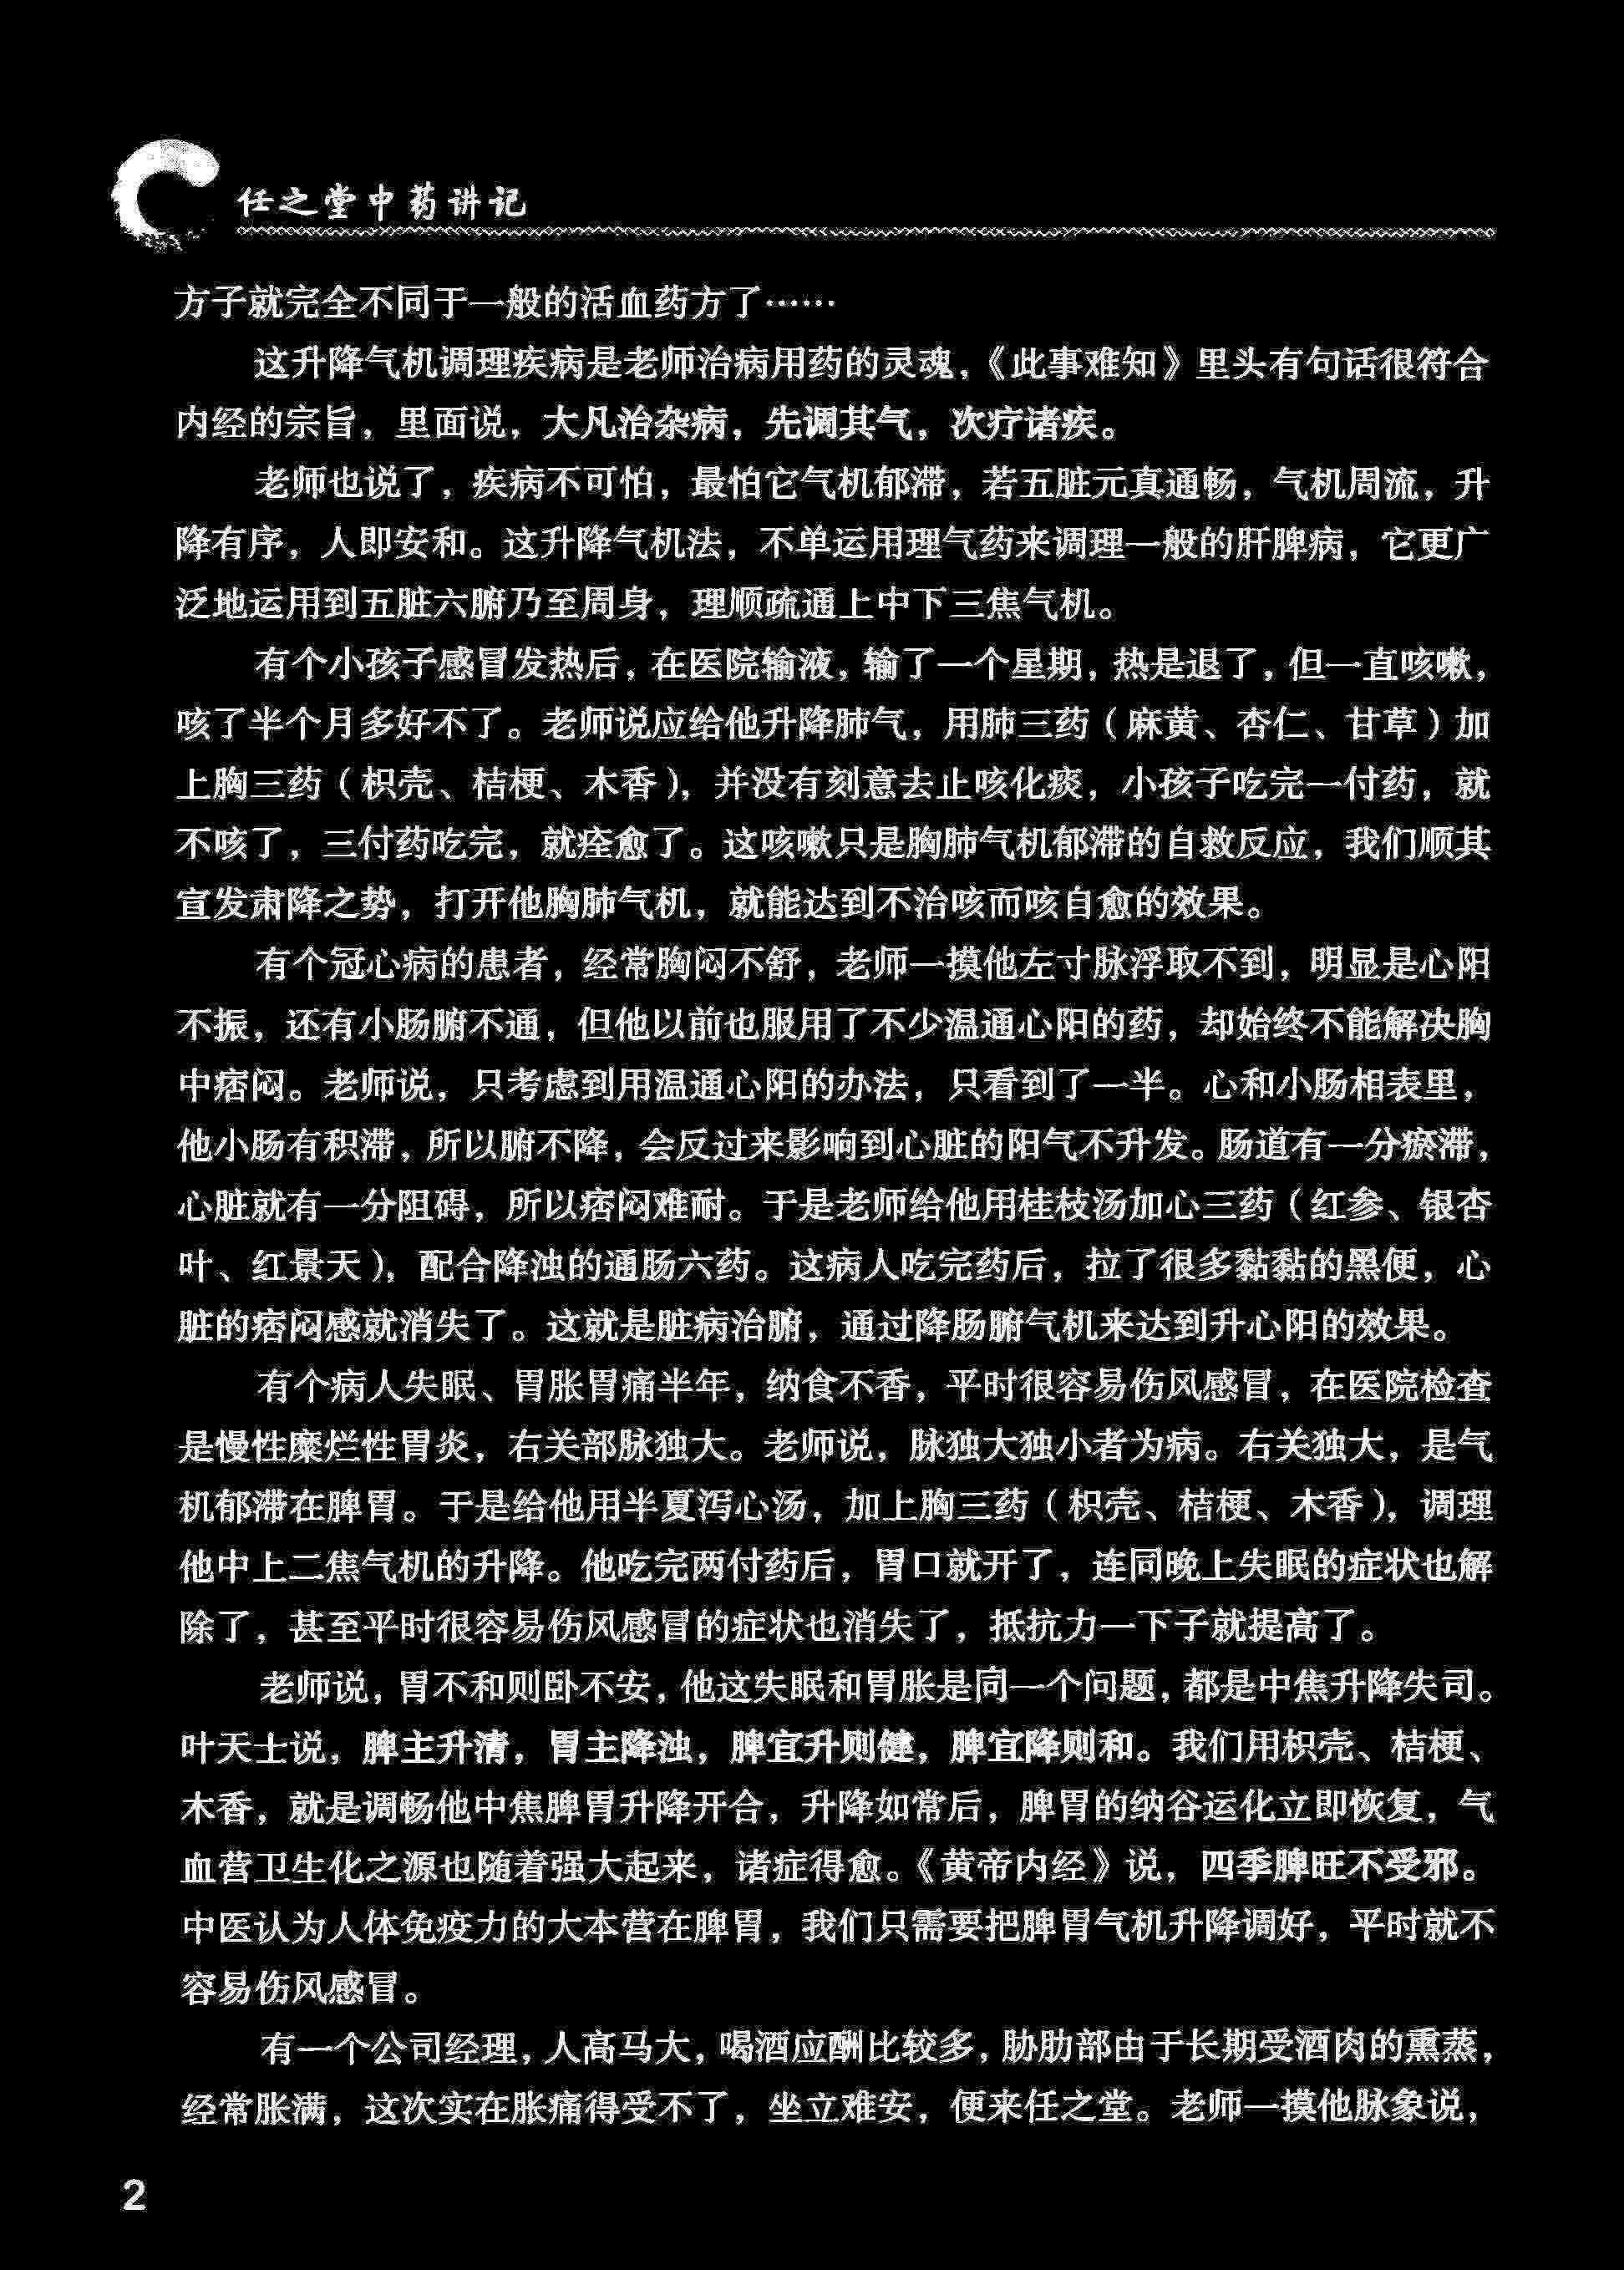 任之堂中药讲记
方子就完全不同于一般的活血药方了……
这升降气机调理疾病是老师治病用药的灵魂，《此事难知》里头有句话很符合
内经的宗旨，里面说，大凡治杂病，先调其气，次疗诸疾。
老师也说了，疾病不可怕，最怕它气机郁滞，若五脏元真通畅，气机周流，升
降有序，人即安和。这升降气机法，不单运用理气药来调理一般的肝脾病，它更广
泛地运用到五脏六腑乃至周身，理顺疏通上中下三焦气机。
有个小孩子感冒发热后，在医院输液，输了一个星期，热是退了，但一直咳嗽，
咳了半个月多好不了。老师说应给他升降肺气，用肺三药（麻黄、杏仁、甘草）加
上胸三药（枳壳、桔梗、木香），并没有刻意去止咳化痰，小孩子吃完一付药，就
不咳了，三付药吃完，就痊愈了。这咳嗽只是胸肺气机郁滞的自救反应，我们顺其
宣发肃降之势，打开他胸肺气机，就能达到不治咳而咳自愈的效果。
有个冠心病的患者，经常胸闷不舒，老师一摸他左寸脉浮取不到，明显是心阳
不振，还有小肠腑不通，但他以前也服用了不少温通心阳的药，却始终不能解决胸
中痞闷。老师说，只考虑到用温通心阳的办法，只看到了一半。心和小肠相表里，
他小肠有积滞，所以腑不降，会反过来影响到心脏的阳气不升发。肠道有一分瘀滞，
心脏就有一分阻碍，所以痞闷难耐。于是老师给他用桂枝汤加心三药（红参、银杏
叶、红景天），配合降浊的通肠六药。这病人吃完药后，拉了很多黏黏的黑便，心
脏的痞闷感就消失了。这就是脏病治腑，通过降肠腑气机来达到升心阳的效果。
有个病人失眠、胃胀胃痛半年，纳食不香，平时很容易伤风感冒，在医院检查
是慢性糜烂性胃炎，右关部脉独大。老师说，脉独大独小者为病。右关独大，是气
机郁滞在脾胃。于是给他用半夏泻心汤，加上胸三药（枳壳、桔梗、木香），调理
他中上二焦气机的升降。他吃完两付药后，胃口就开了，连同晚上失眠的症状也解
除了，甚至平时很容易伤风感冒的症状也消失了，抵抗力一下子就提高了。
老师说，胃不和则卧不安，他这失眠和胃胀是同一个问题，都是中焦升降失司。
叶天士说，脾主升清，胃主降浊，脾宜升则健，脾宜降则和。我们用枳壳、桔梗、
木香，就是调畅他中焦脾胃升降开合，升降如常后，脾胃的纳谷运化立即恢复，气
血营卫生化之源也随着强大起来，诸症得愈。《黄帝内经》说，四季脾旺不受邪。
中医认为人体免疫力的大本营在脾胃，我们只需要把脾胃气机升降调好，平时就不
容易伤风感冒。
有一个公司经理，人高马大，喝酒应酬比较多，胁肋部由于长期受酒肉的熏蒸，
经常胀满，这次实在胀痛得受不了，坐立难安，便来任之堂。老师一摸他脉象说，
2